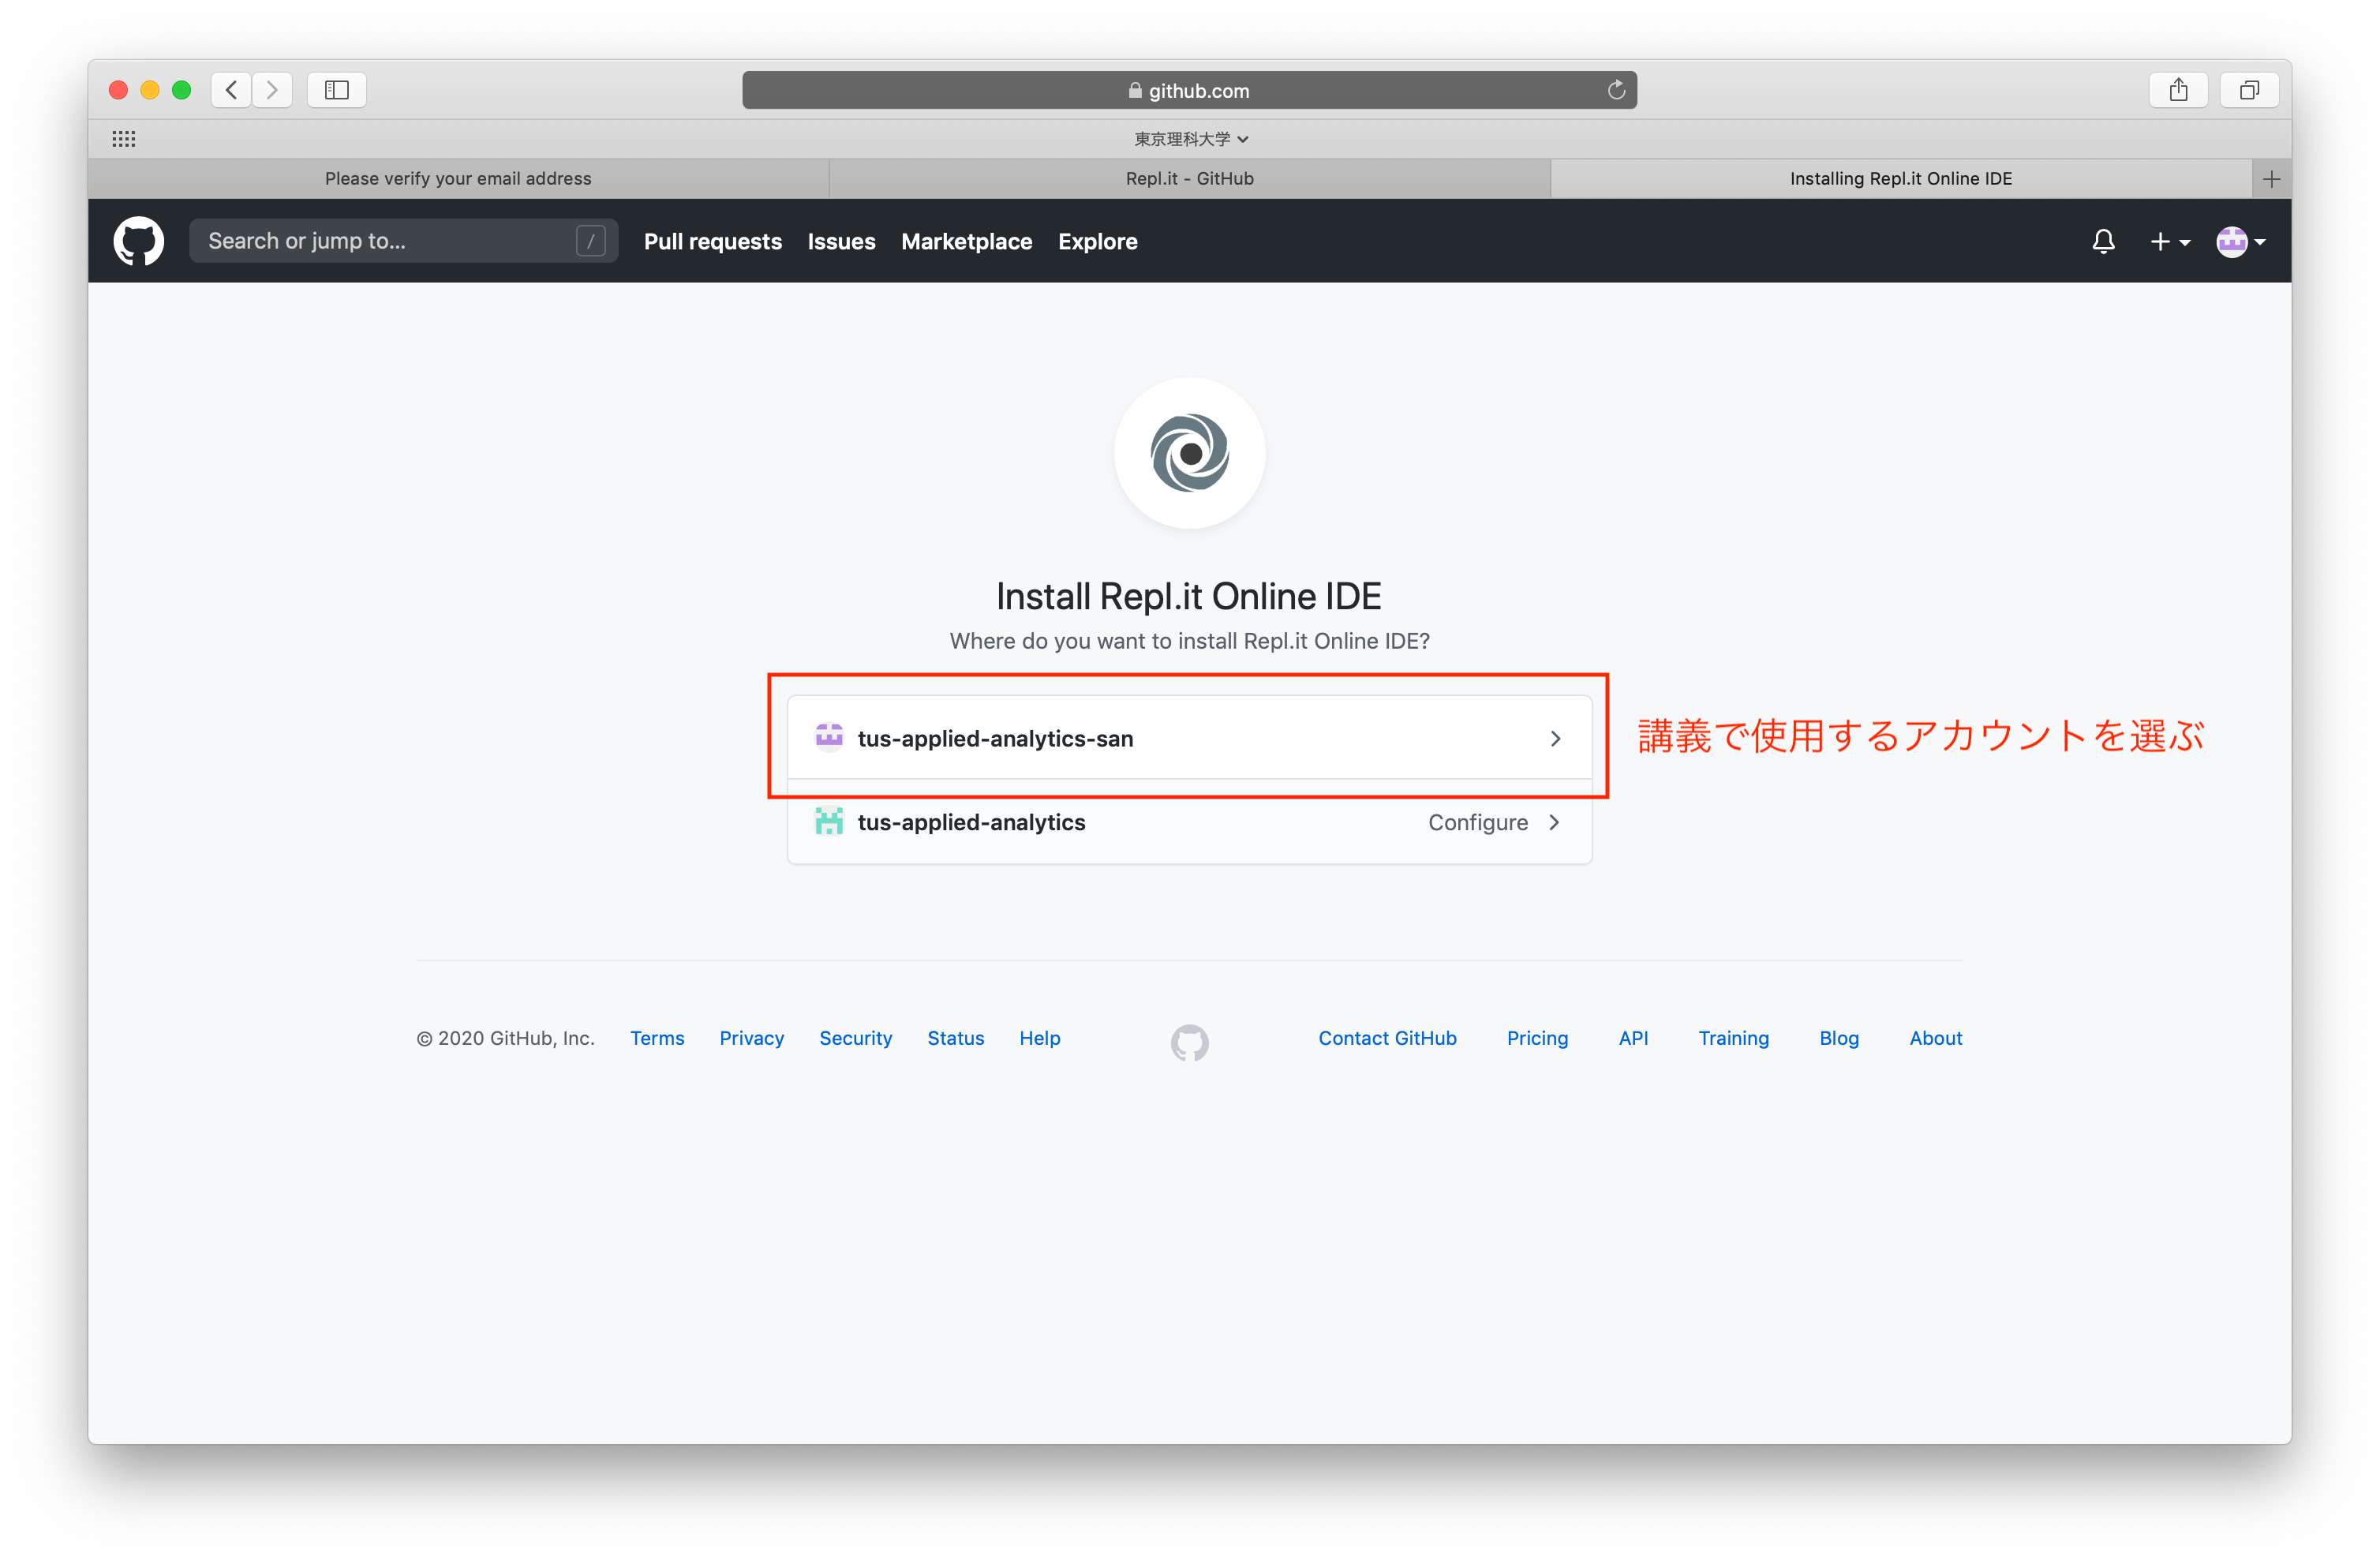 github.com
東京理科大学
Please verify your email address
Repl.it - GitHub
Installing Repl.it Online IDE
Search or jump to...
/
Pull requests
Issues
Marketplace
Explore
Install Repl.it Online IDE
Where do you want to install Repl.it Online IDE?
tus-applied-analytics-san
講義で使用するアカウントを選ぶ
tus-applied-analytics
Configure
© 2020 GitHub, Inc.
Terms
Privacy
Security
Status
Help
Contact GitHub
Pricing
API
Training
Blog
About